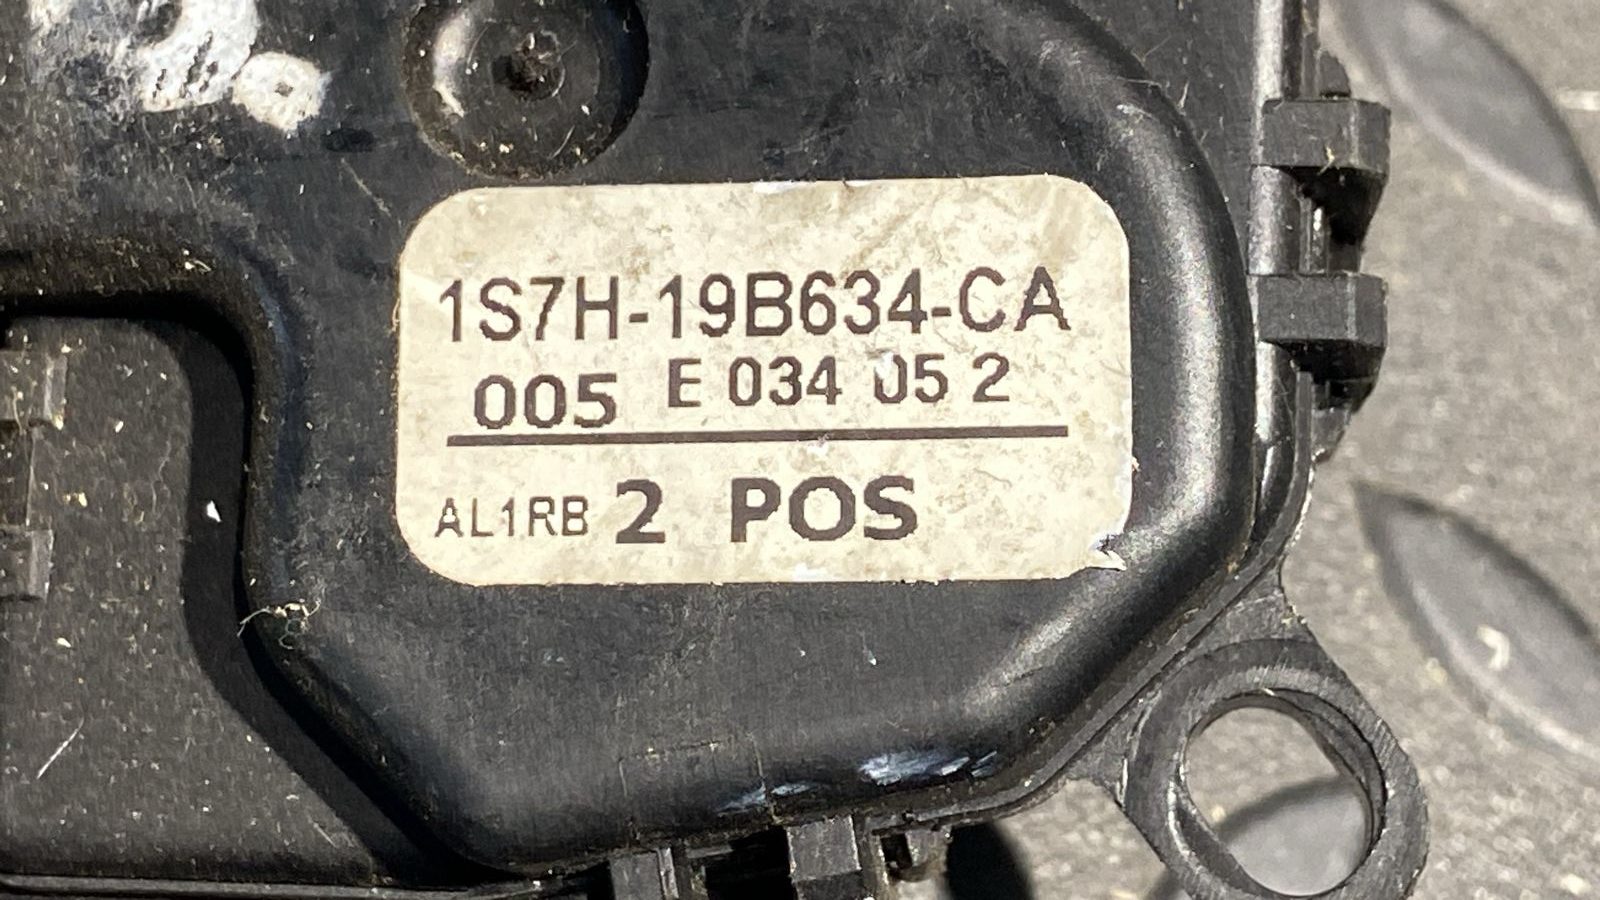 1S7H-19B634-CA
005 E 034 05 2
AL1RB 2 POS